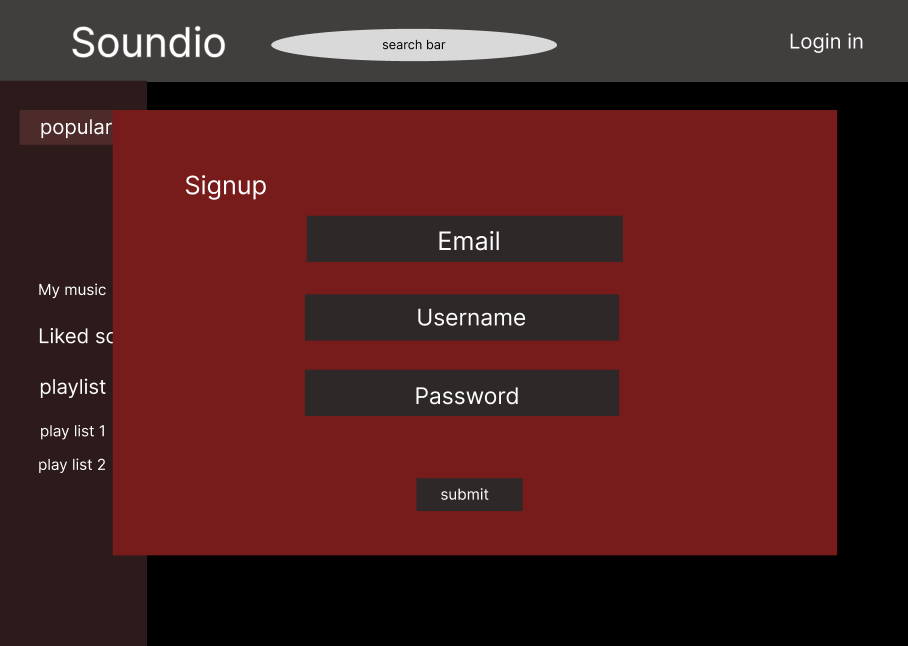 Soundio
search bar
Login in
popular
Signup
Email
My music
Username
Liked
playlist
Password
play list 1
play list 2
submit